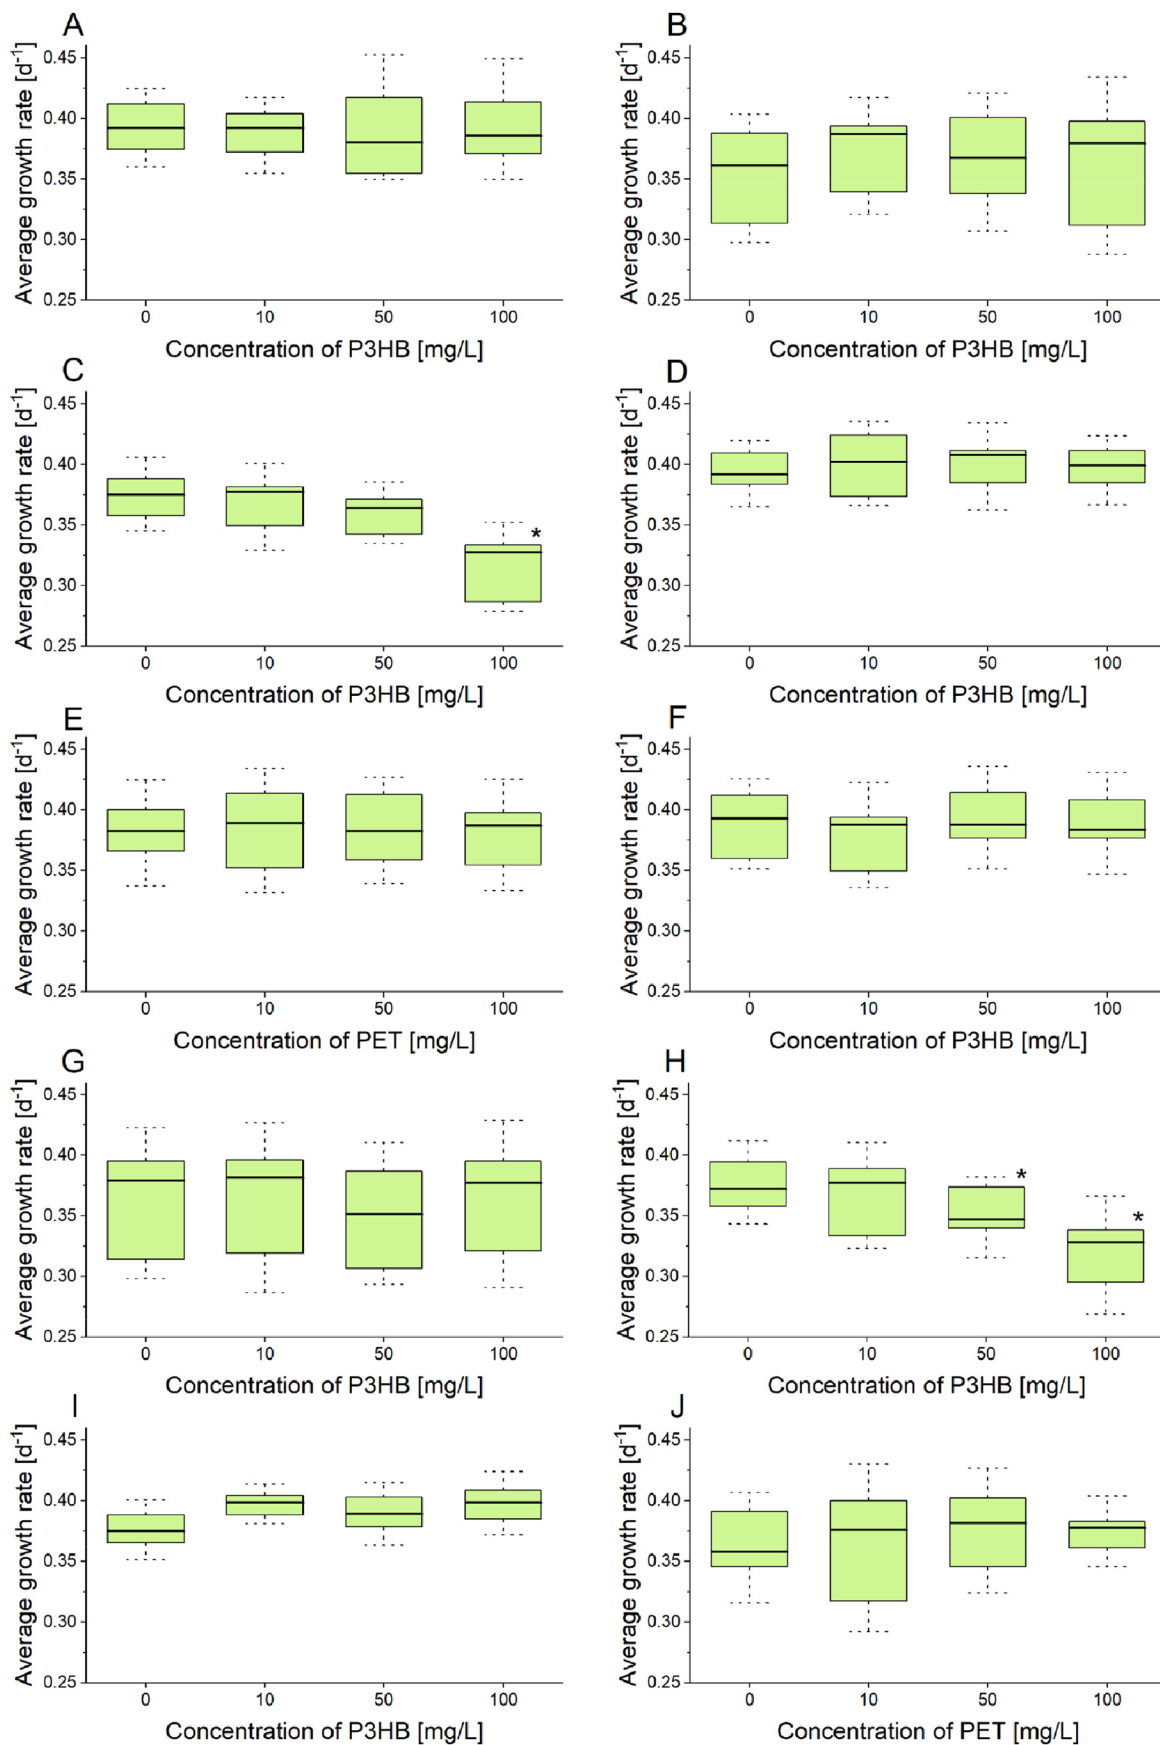 A
Average growth rate [d⁻¹]
0.45
0.40
0.35
0.30
0.25
0 10 50 100
Concentration of P3HB [mg/L]
B
Average growth rate [d⁻¹]
0.45
0.40
0.35
0.30
0.25
0 10 50 100
Concentration of P3HB [mg/L]
C
Average growth rate [d⁻¹]
0.45
0.40
0.35
0.30
0.25
*
0 10 50 100
Concentration of P3HB [mg/L]
D
Average growth rate [d⁻¹]
0.45
0.40
0.35
0.30
0.25
0 10 50 100
Concentration of P3HB [mg/L]
E
Average growth rate [d⁻¹]
0.45
0.40
0.35
0.30
0.25
0 10 50 100
Concentration of PET [mg/L]
F
Average growth rate [d⁻¹]
0.45
0.40
0.35
0.30
0.25
0 10 50 100
Concentration of P3HB [mg/L]
G
Average growth rate [d⁻¹]
0.45
0.40
0.35
0.30
0.25
0 10 50 100
Concentration of P3HB [mg/L]
H
Average growth rate [d⁻¹]
0.45
0.40
0.35
0.30
0.25
*
*
0 10 50 100
Concentration of P3HB [mg/L]
I
Average growth rate [d⁻¹]
0.45
0.40
0.35
0.30
0.25
0 10 50 100
Concentration of P3HB [mg/L]
J
Average growth rate [d⁻¹]
0.45
0.40
0.35
0.30
0.25
0 10 50 100
Concentration of PET [mg/L]